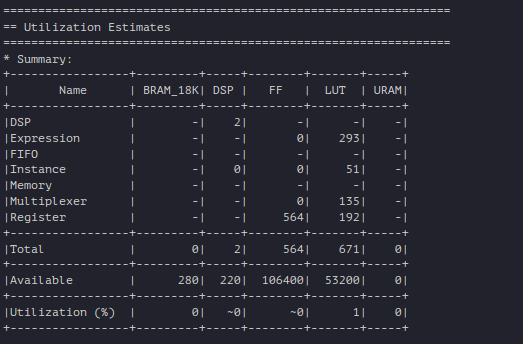 ================================================================
== Utilization Estimates
================================================================
* Summary:
+-----------------+---------+-----+--------+-------+-----+
|       Name      | BRAM_18K| DSP |   FF   |  LUT  | URAM|
+-----------------+---------+-----+--------+-------+-----+
|DSP              |        -|    2|       -|      -|    -|
|Expression       |        -|    -|       0|    293|    -|
|FIFO             |        -|    -|       -|      -|    -|
|Instance         |        -|    0|       0|     51|    -|
|Memory           |        -|    -|       -|      -|    -|
|Multiplexer      |        -|    -|       0|    135|    -|
|Register         |        -|    -|     564|    192|    -|
+-----------------+---------+-----+--------+-------+-----+
|Total            |        0|    2|     564|    671|    0|
+-----------------+---------+-----+--------+-------+-----+
|Available        |      280|  220|  106400|  53200|    0|
+-----------------+---------+-----+--------+-------+-----+
|Utilization (%)  |        0|   ~0|      ~0|      1|    0|
+-----------------+---------+-----+--------+-------+-----+